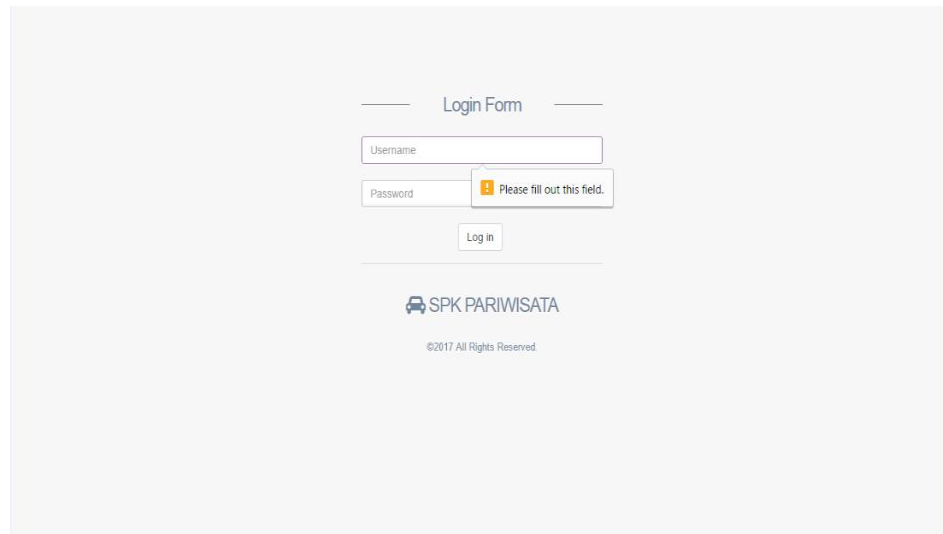 Login Form
Username
Please fill out this field.
Password
Log in
SPK PARIWISATA
©2017 All Rights Reserved.